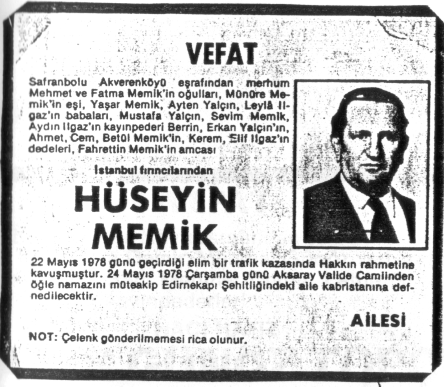 VEFAT
Safranbolu Akverenköyü eşrafından merhum
Mehmet ve Fatma Memik'in oğulları, Münüre Me-
mik'in eşi, Yaşar Memik, Ayten Yalçın, Leylâ Il-
gaz'ın babaları, Mustafa Yalçın, Sevim Memik,
Aydın Ilgaz'ın kayınpederi Berrin, Erkan Yalçın'ın,
Ahmet, Cem, Betül Memik'in, Kerem, Elif Ilgaz'ın
dedeleri, Fahrettin Memik'in amcası
İstanbul fırıncılarından
HÜSEYİN
MEMİK
22 Mayıs 1978 günü geçirdiği elim bir trafik kazasında Hakkın rahmetine
kavuşmuştur. 24 Mayıs 1978 Çarşamba günü Aksaray Valide Camiinden
öğle namazını müteakip Edirnekapı Şehitliğindeki aile kabristanına def-
nedilecektir.
AİLESİ
NOT: Çelenk gönderilmemesi rica olunur.